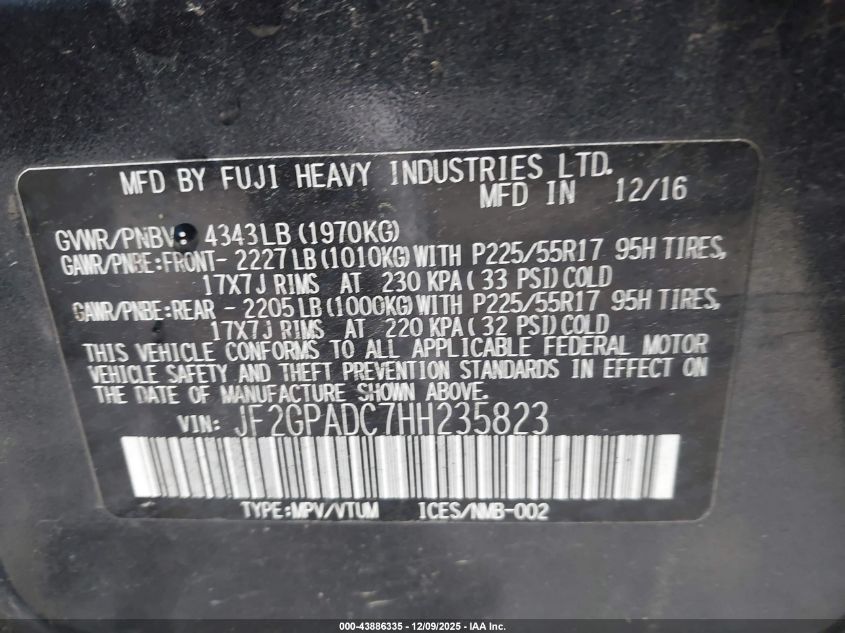 MFD BY FUJI HEAVY INDUSTRIES LTD.
MFD IN 12/16
GVWR/PNBV: 4343LB (1970KG)
GAWR/PNBE:FRONT- 2227LB (1010KG) WITH P225/55R17 95H TIRES,
17X7J RIMS AT 230 KPA (33 PSI) COLD
GAWR/PNBE:REAR - 2205LB (1000KG) WITH P225/55R17 95H TIRES,
17X7J RIMS AT 220 KPA (32 PSI) COLD
THIS VEHICLE CONFORMS TO ALL APPLICABLE FEDERAL MOTOR
VEHICLE SAFETY AND THEFT PREVENTION STANDARDS IN EFFECT ON
THE DATE OF MANUFACTURE SHOWN ABOVE.
VIN: JF2GPADC7HH235823
TYPE:MPV/VTUM ICES/NMB-002
000-43886335 - 12/09/2025 - IAA Inc.